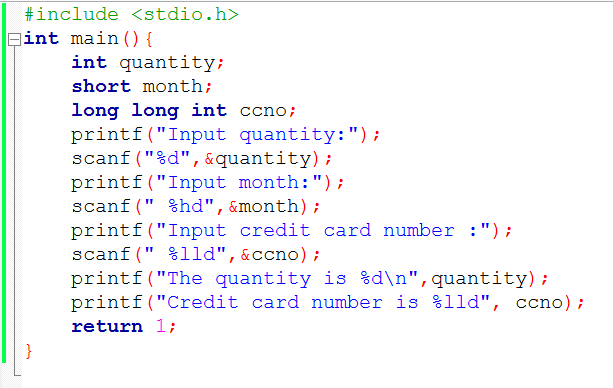 #include <stdio.h>
int main(){
    int quantity;
    short month;
    long long int ccno;
    printf("Input quantity:");
    scanf("%d",&quantity);
    printf("Input month:");
    scanf(" %hd",&month);
    printf("Input credit card number :");
    scanf(" %lld",&ccno);
    printf("The quantity is %d\n",quantity);
    printf("Credit card number is %lld", ccno);
    return 1;
}